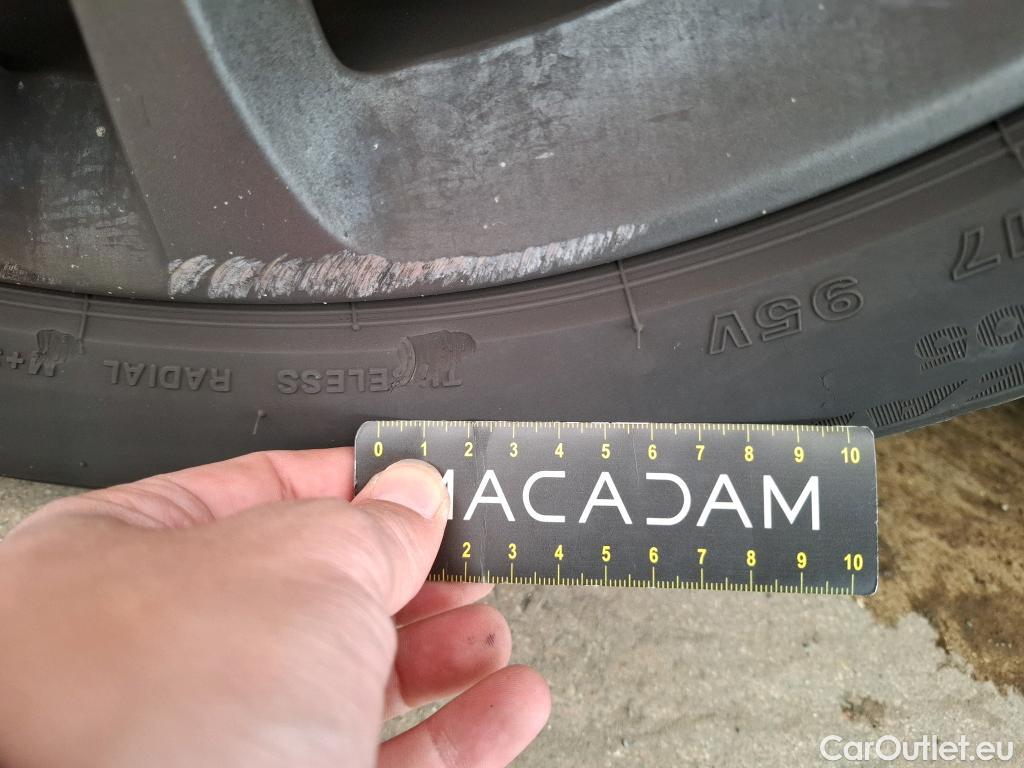 17
95V
TUBELESS RADIAL
M+S
0 1 2 3 4 5 6 7 8 9 10
MACADAM
2 3 4 5 6 7 8 9 10
CarOutlet.eu